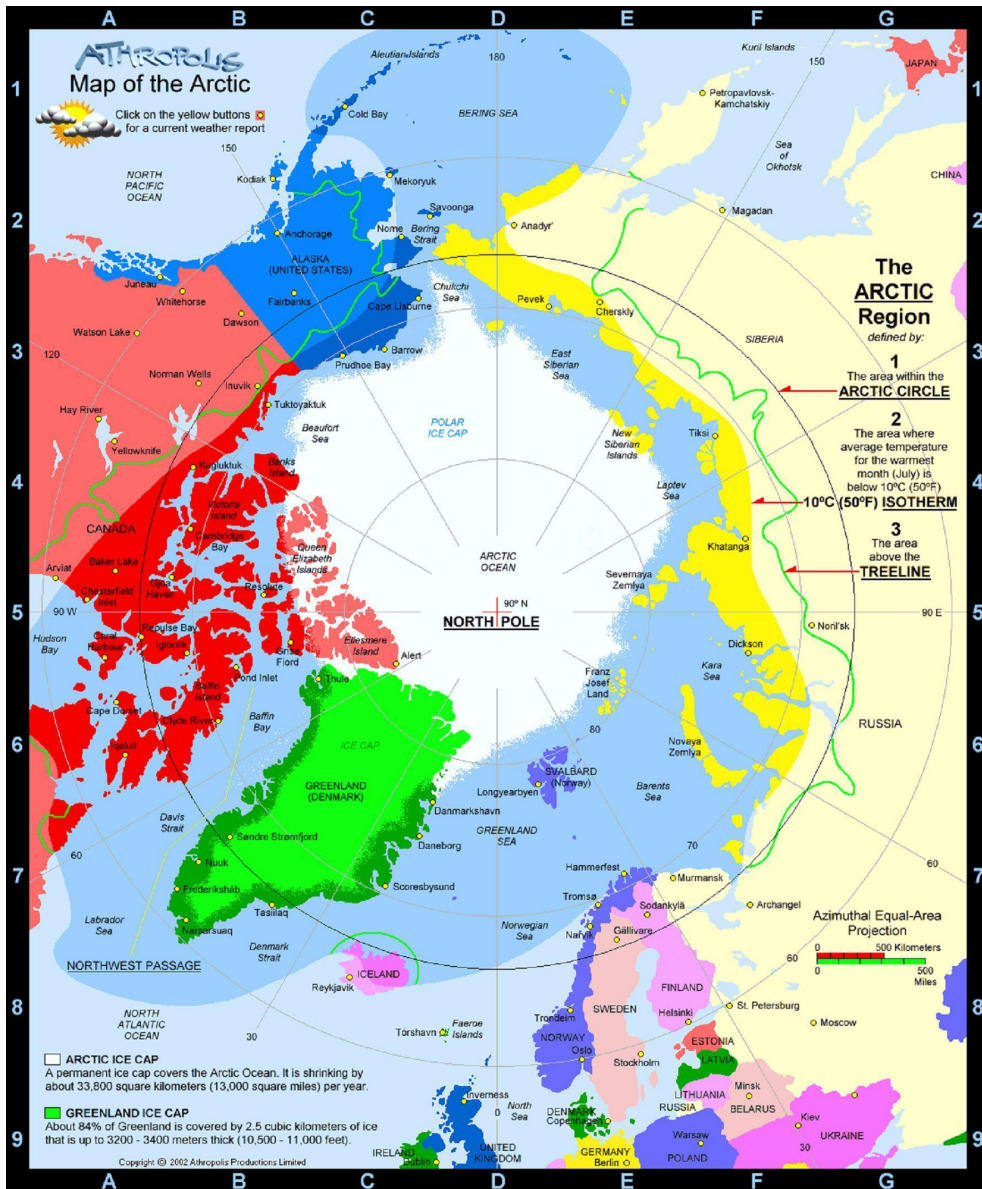 A B C D E F G
ATHROPOLIS
Map of the Arctic
Click on the yellow buttons
for a current weather report
1
2
3
4
5
6
7
8
9
1
2
3
4
5
6
7
8
9
Aleutian Islands
180
Kuril Islands
150
JAPAN
Cold Bay
BERING SEA
Petropavlovsk-
Kamchatskiy
Sea
of
Okhotsk
CHINA
150
NORTH
PACIFIC
OCEAN
Kodiak
Mekoryuk
Savoonga
Magadan
Anchorage
Nome
Bering
Strait
Anadyr'
ALASKA
(UNITED STATES)
Juneau
Whitehorse
Fairbanks
Chukchi
Sea
Cape Lisburne
Pevek
Cherskly
Watson Lake
Dawson
SIBERIA
120
Barrow
Prudhoe Bay
East
Siberian
Sea
Norman Wells
Inuvik
Tuktoyaktuk
Hay River
Beaufort
Sea
POLAR
ICE CAP
New
Siberian
Islands
Tiksi
Yellowknife
Kugluktuk
Banks
Island
Laptev
Sea
Victoria
Island
CANADA
Cambridge
Bay
Queen
Elizabeth
Islands
Khatanga
ARCTIC
OCEAN
Arviat
Baker Lake
Gjoa
Haven
Resolute
Severnaya
Zemlya
Chesterfield
Inlet
90 W
90º N
NORTH POLE
90 E
Noril'sk
Hudson
Bay
Coral
Harbour
Repulse Bay
Igloolik
Grise
Fiord
Ellesmere
Island
Alert
Dickson
Pond Inlet
Thule
Franz
Josef
Land
Kara
Sea
Cape Dorset
Baffin
Island
Clyde River
Baffin
Bay
RUSSIA
Iqaluit
ICE CAP
80
Novaya
Zemlya
GREENLAND
(DENMARK)
SVALBARD
(Norway)
Longyearbyen
Barents
Sea
Davis
Strait
Danmarkshavn
GREENLAND
SEA
Søndre Strømfjord
Daneborg
60
70
60
Nuuk
Hammerfest
Murmansk
Frederikshåb
Scoresbysund
Tromsø
Sodankylä
Archangel
Labrador
Sea
Tasiilaq
Narsarsuaq
Norwegian
Sea
Narvik
Gällivare
Denmark
Strait
NORTHWEST PASSAGE
ICELAND
Reykjavik
FINLAND
60
NORTH
ATLANTIC
OCEAN
30
Tórshavn
Faeroe
Islands
Trondeim
SWEDEN
Helsinki
St. Petersburg
NORWAY
Oslo
Stockholm
Moscow
ESTONIA
LATVIA
LITHUANIA
Minsk
BELARUS
RUSSIA
Inverness
0
North
Sea
DENMARK
Copenhagen
Kiev
UKRAINE
IRELAND
Dublin
UNITED
KINGDOM
GERMANY
Berlin
Warsaw
POLAND
30
The
ARCTIC
Region
defined by:
1
The area within the
ARCTIC CIRCLE
2
The area where
average temperature
for the warmest
month (July) is
below 10ºC (50ºF)
10ºC (50ºF) ISOTHERM
3
The area
above the
TREELINE
Azimuthal Equal-Area
Projection
0 500 Kilometers
0 500
Miles
ARCTIC ICE CAP
A permanent ice cap covers the Arctic Ocean. It is shrinking by
about 33,800 square kilometers (13,000 square miles) per year.
GREENLAND ICE CAP
About 84% of Greenland is covered by 2.5 cubic kilometers of ice
that is up to 3200 - 3400 meters thick (10,500 - 11,000 feet).
Copyright © 2002 Athropolis Productions Limited
A B C D E F G